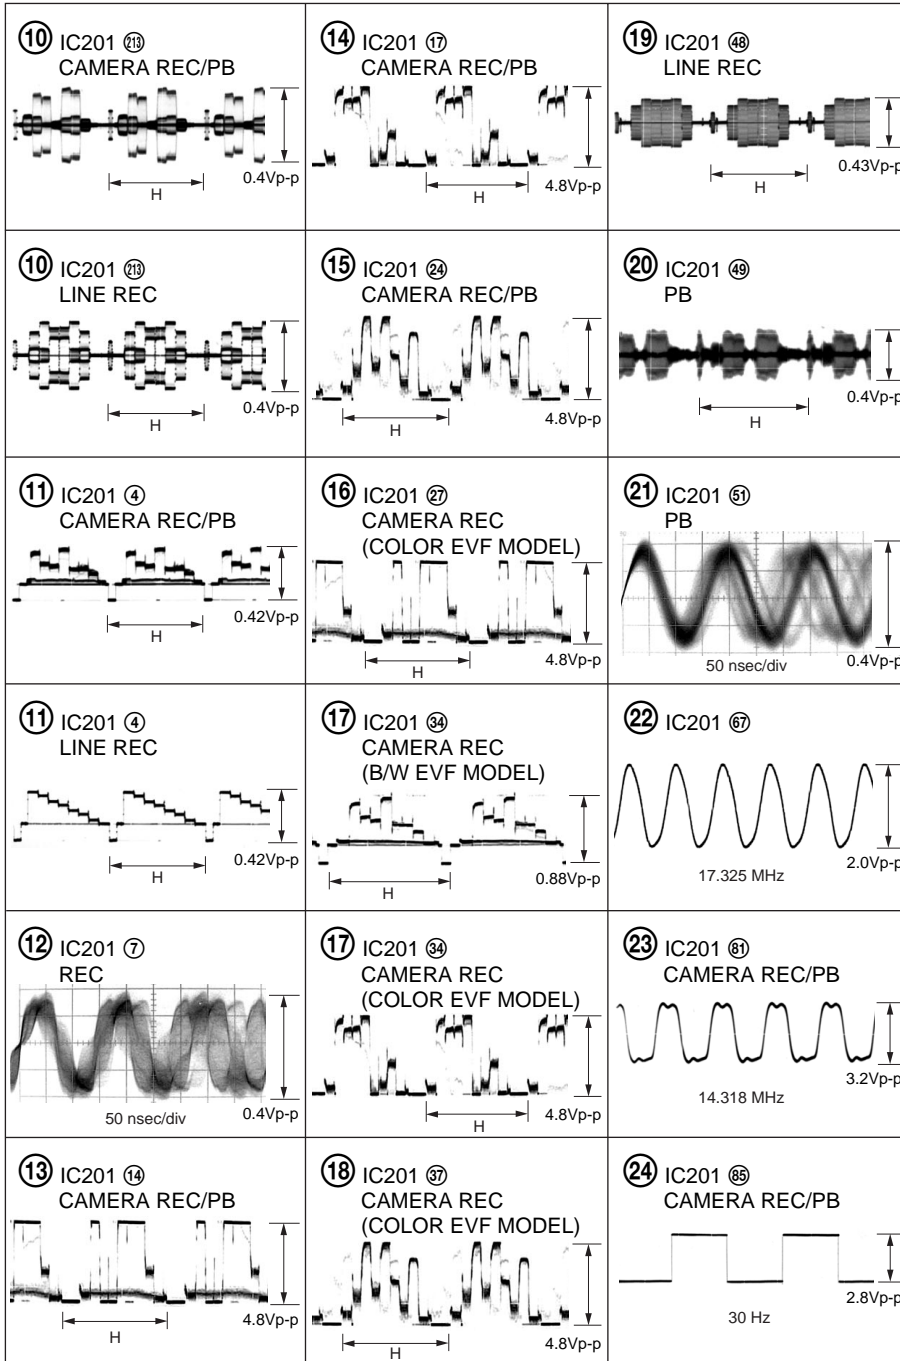 ⑩ IC201 ㉑㉓
CAMERA REC/PB
0.4Vp-p
H
⑩ IC201 ㉑㉓
LINE REC
0.4Vp-p
H
⑪ IC201 ④
CAMERA REC/PB
0.42Vp-p
H
⑪ IC201 ④
LINE REC
0.42Vp-p
H
⑫ IC201 ⑦
REC
0.4Vp-p
50 nsec/div
⑬ IC201 ⑭
CAMERA REC/PB
4.8Vp-p
H
⑭ IC201 ⑰
CAMERA REC/PB
H
4.8Vp-p
⑮ IC201 ㉔
CAMERA REC/PB
H
4.8Vp-p
⑯ IC201 ㉗
CAMERA REC
(COLOR EVF MODEL)
4.8Vp-p
H
⑰ IC201 ㉞
CAMERA REC
(B/W EVF MODEL)
0.88Vp-p
H
⑰ IC201 ㉞
CAMERA REC
(COLOR EVF MODEL)
4.8Vp-p
H
⑱ IC201 ㊲
CAMERA REC
(COLOR EVF MODEL)
4.8Vp-p
H
⑲ IC201 ㊽
LINE REC
0.43Vp-p
H
⑳ IC201 ㊾
PB
0.4Vp-p
H
㉑ IC201 51
PB
50 nsec/div
0.4Vp-p
㉒ IC201 67
2.0Vp-p
17.325 MHz
㉓ IC201 81
CAMERA REC/PB
3.2Vp-p
14.318 MHz
㉔ IC201 85
CAMERA REC/PB
2.8Vp-p
30 Hz